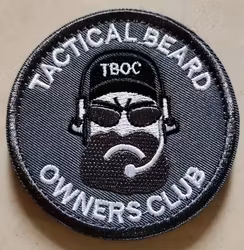 TACTICAL BEARD
TBOC
OWNERS CLUB